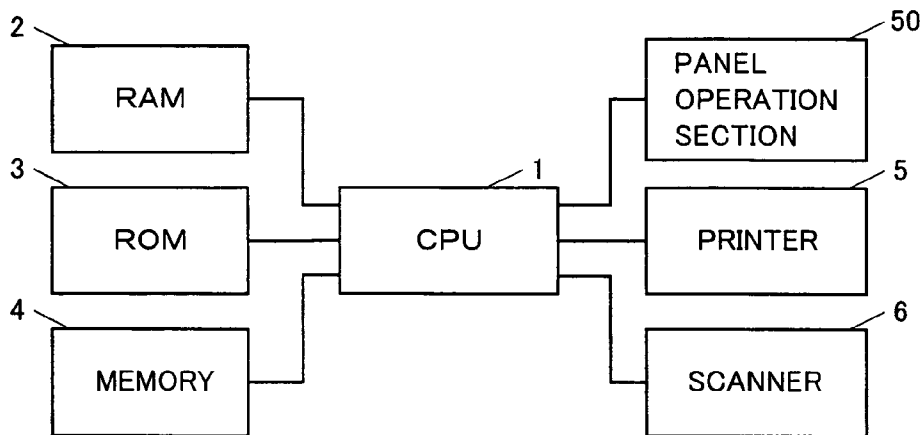 2
RAM
3
ROM
4
MEMORY
1
CPU
50
PANEL
OPERATION
SECTION
5
PRINTER
6
SCANNER